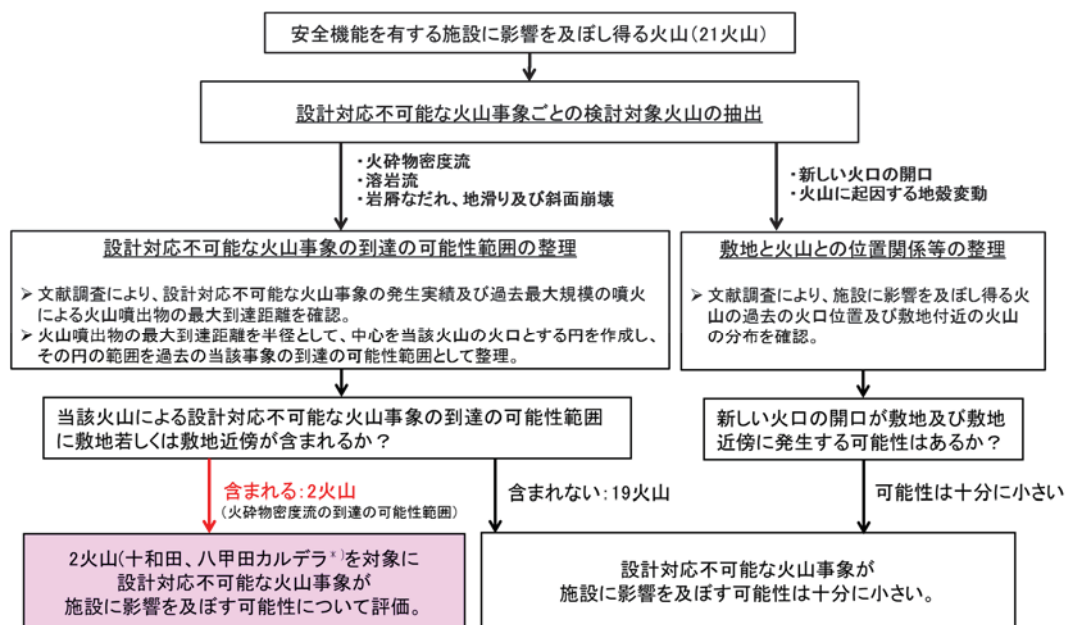 安全機能を有する施設に影響を及ぼし得る火山(21火山)
設計対応不可能な火山事象ごとの検討対象火山の抽出
・火砕物密度流
・溶岩流
・岩屑なだれ、地滑り及び斜面崩壊
・新しい火口の開口
・火山に起因する地殻変動
設計対応不可能な火山事象の到達の可能性範囲の整理
➢ 文献調査により、設計対応不可能な火山事象の発生実績及び過去最大規模の噴火
による火山噴出物の最大到達距離を確認。
➢ 火山噴出物の最大到達距離を半径として、中心を当該火山の火口とする円を作成し、
その円の範囲を過去の当該事象の到達の可能性範囲として整理。
敷地と火山との位置関係等の整理
➢ 文献調査により、施設に影響を及ぼし得る火
山の過去の火口位置及び敷地付近の火山
の分布を確認。
当該火山による設計対応不可能な火山事象の到達の可能性範囲
に敷地若しくは敷地近傍が含まれるか？
新しい火口の開口が敷地及び敷地
近傍に発生する可能性はあるか？
含まれる:2火山
(火砕物密度流の到達の可能性範囲)
含まれない:19火山
可能性は十分に小さい
2火山(十和田、八甲田カルデラ※)を対象に
設計対応不可能な火山事象が
施設に影響を及ぼす可能性について評価。
設計対応不可能な火山事象が
施設に影響を及ぼす可能性は十分に小さい。